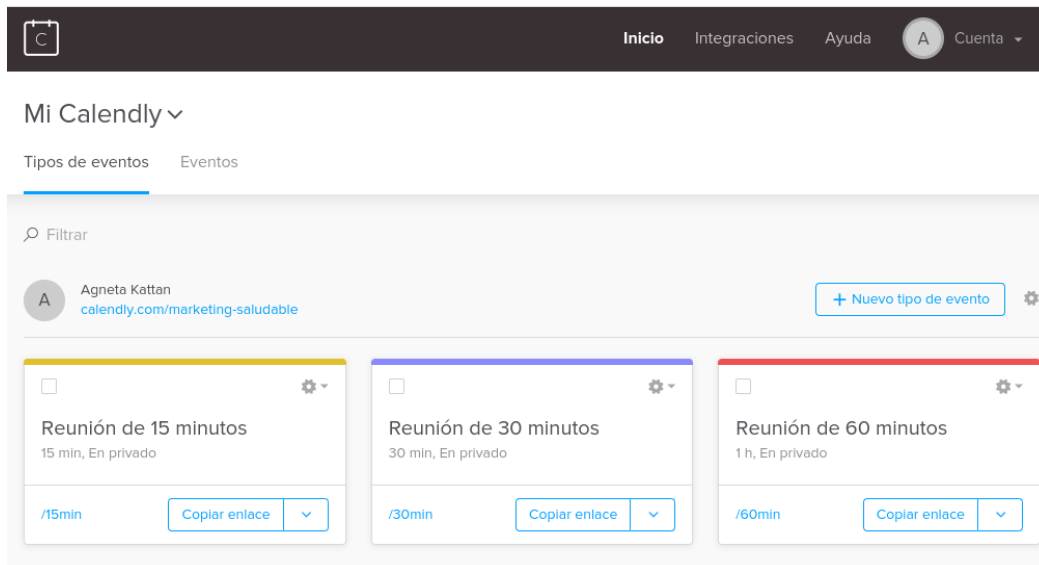 C
Inicio Integraciones Ayuda A Cuenta
Mi Calendly
Tipos de eventos Eventos
Filtrar
A
Agneta Kattan
calendly.com/marketing-saludable
+ Nuevo tipo de evento
Reunión de 15 minutos
15 min, En privado
/15min Copiar enlace
Reunión de 30 minutos
30 min, En privado
/30min Copiar enlace
Reunión de 60 minutos
1 h, En privado
/60min Copiar enlace